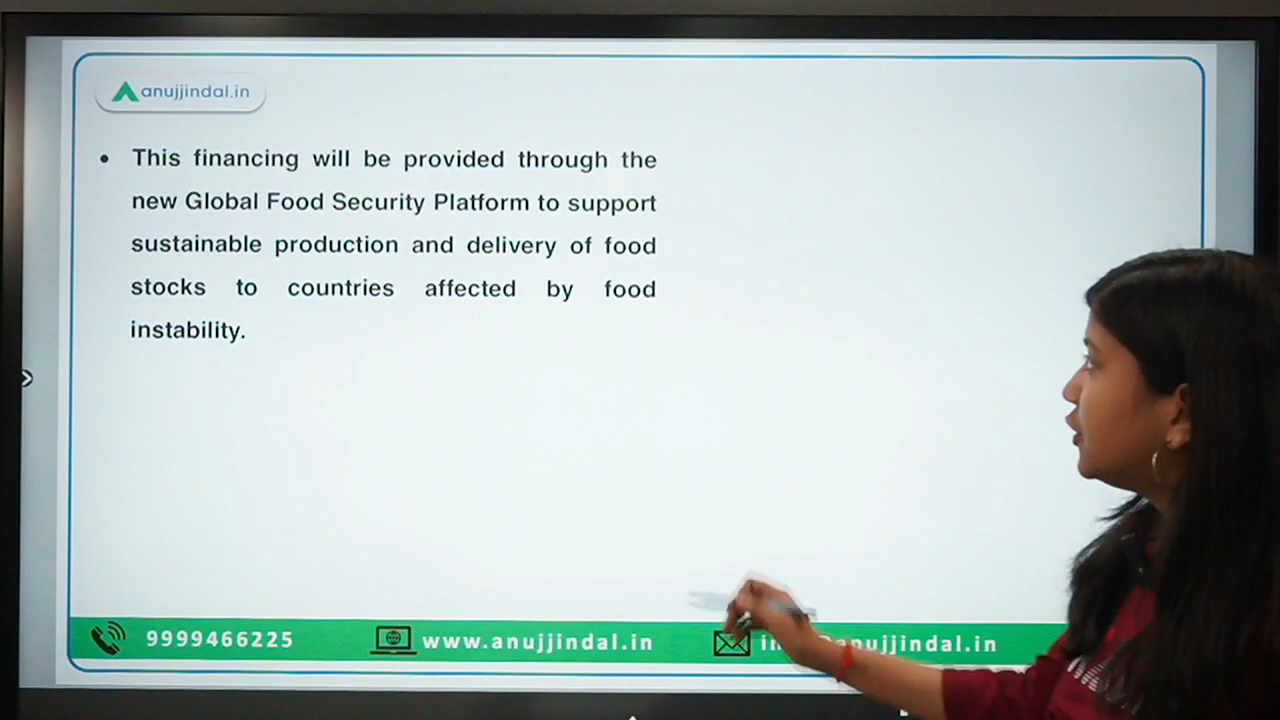 anujjindal.in
• This financing will be provided through the
new Global Food Security Platform to support
sustainable production and delivery of food
stocks to countries affected by food
instability.
9999466225
www.anujjindal.in
anujjindal.in